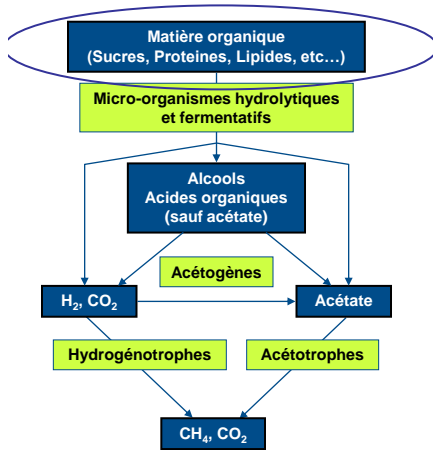 Matière organique
(Sucres, Proteines, Lipides, etc…)
Micro-organismes hydrolytiques
et fermentatifs
Alcools
Acides organiques
(sauf acétate)
Acétogènes
H₂, CO₂
Acétate
Hydrogénotrophes
Acétotrophes
CH₄, CO₂